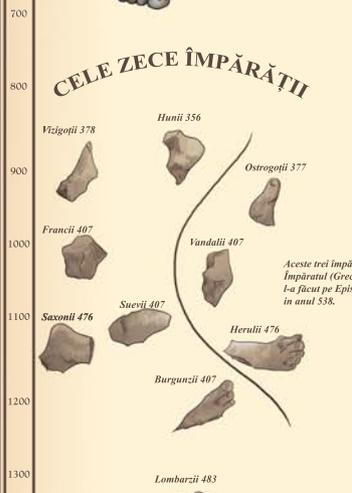 700
CELE ZECE ÎMPĂRĂȚII
800
Hunii 356
Vizigoții 378
Ostrogoții 377
900
Francii 407
Vandalii 407
1000
Aceste trei împă
Împăratul (Grec
l-a făcut pe Epis
in anul 538.
Suevii 407
1100
Saxonii 476
Herulii 476
Burgunzii 407
1200
1300
Lombarzii 483